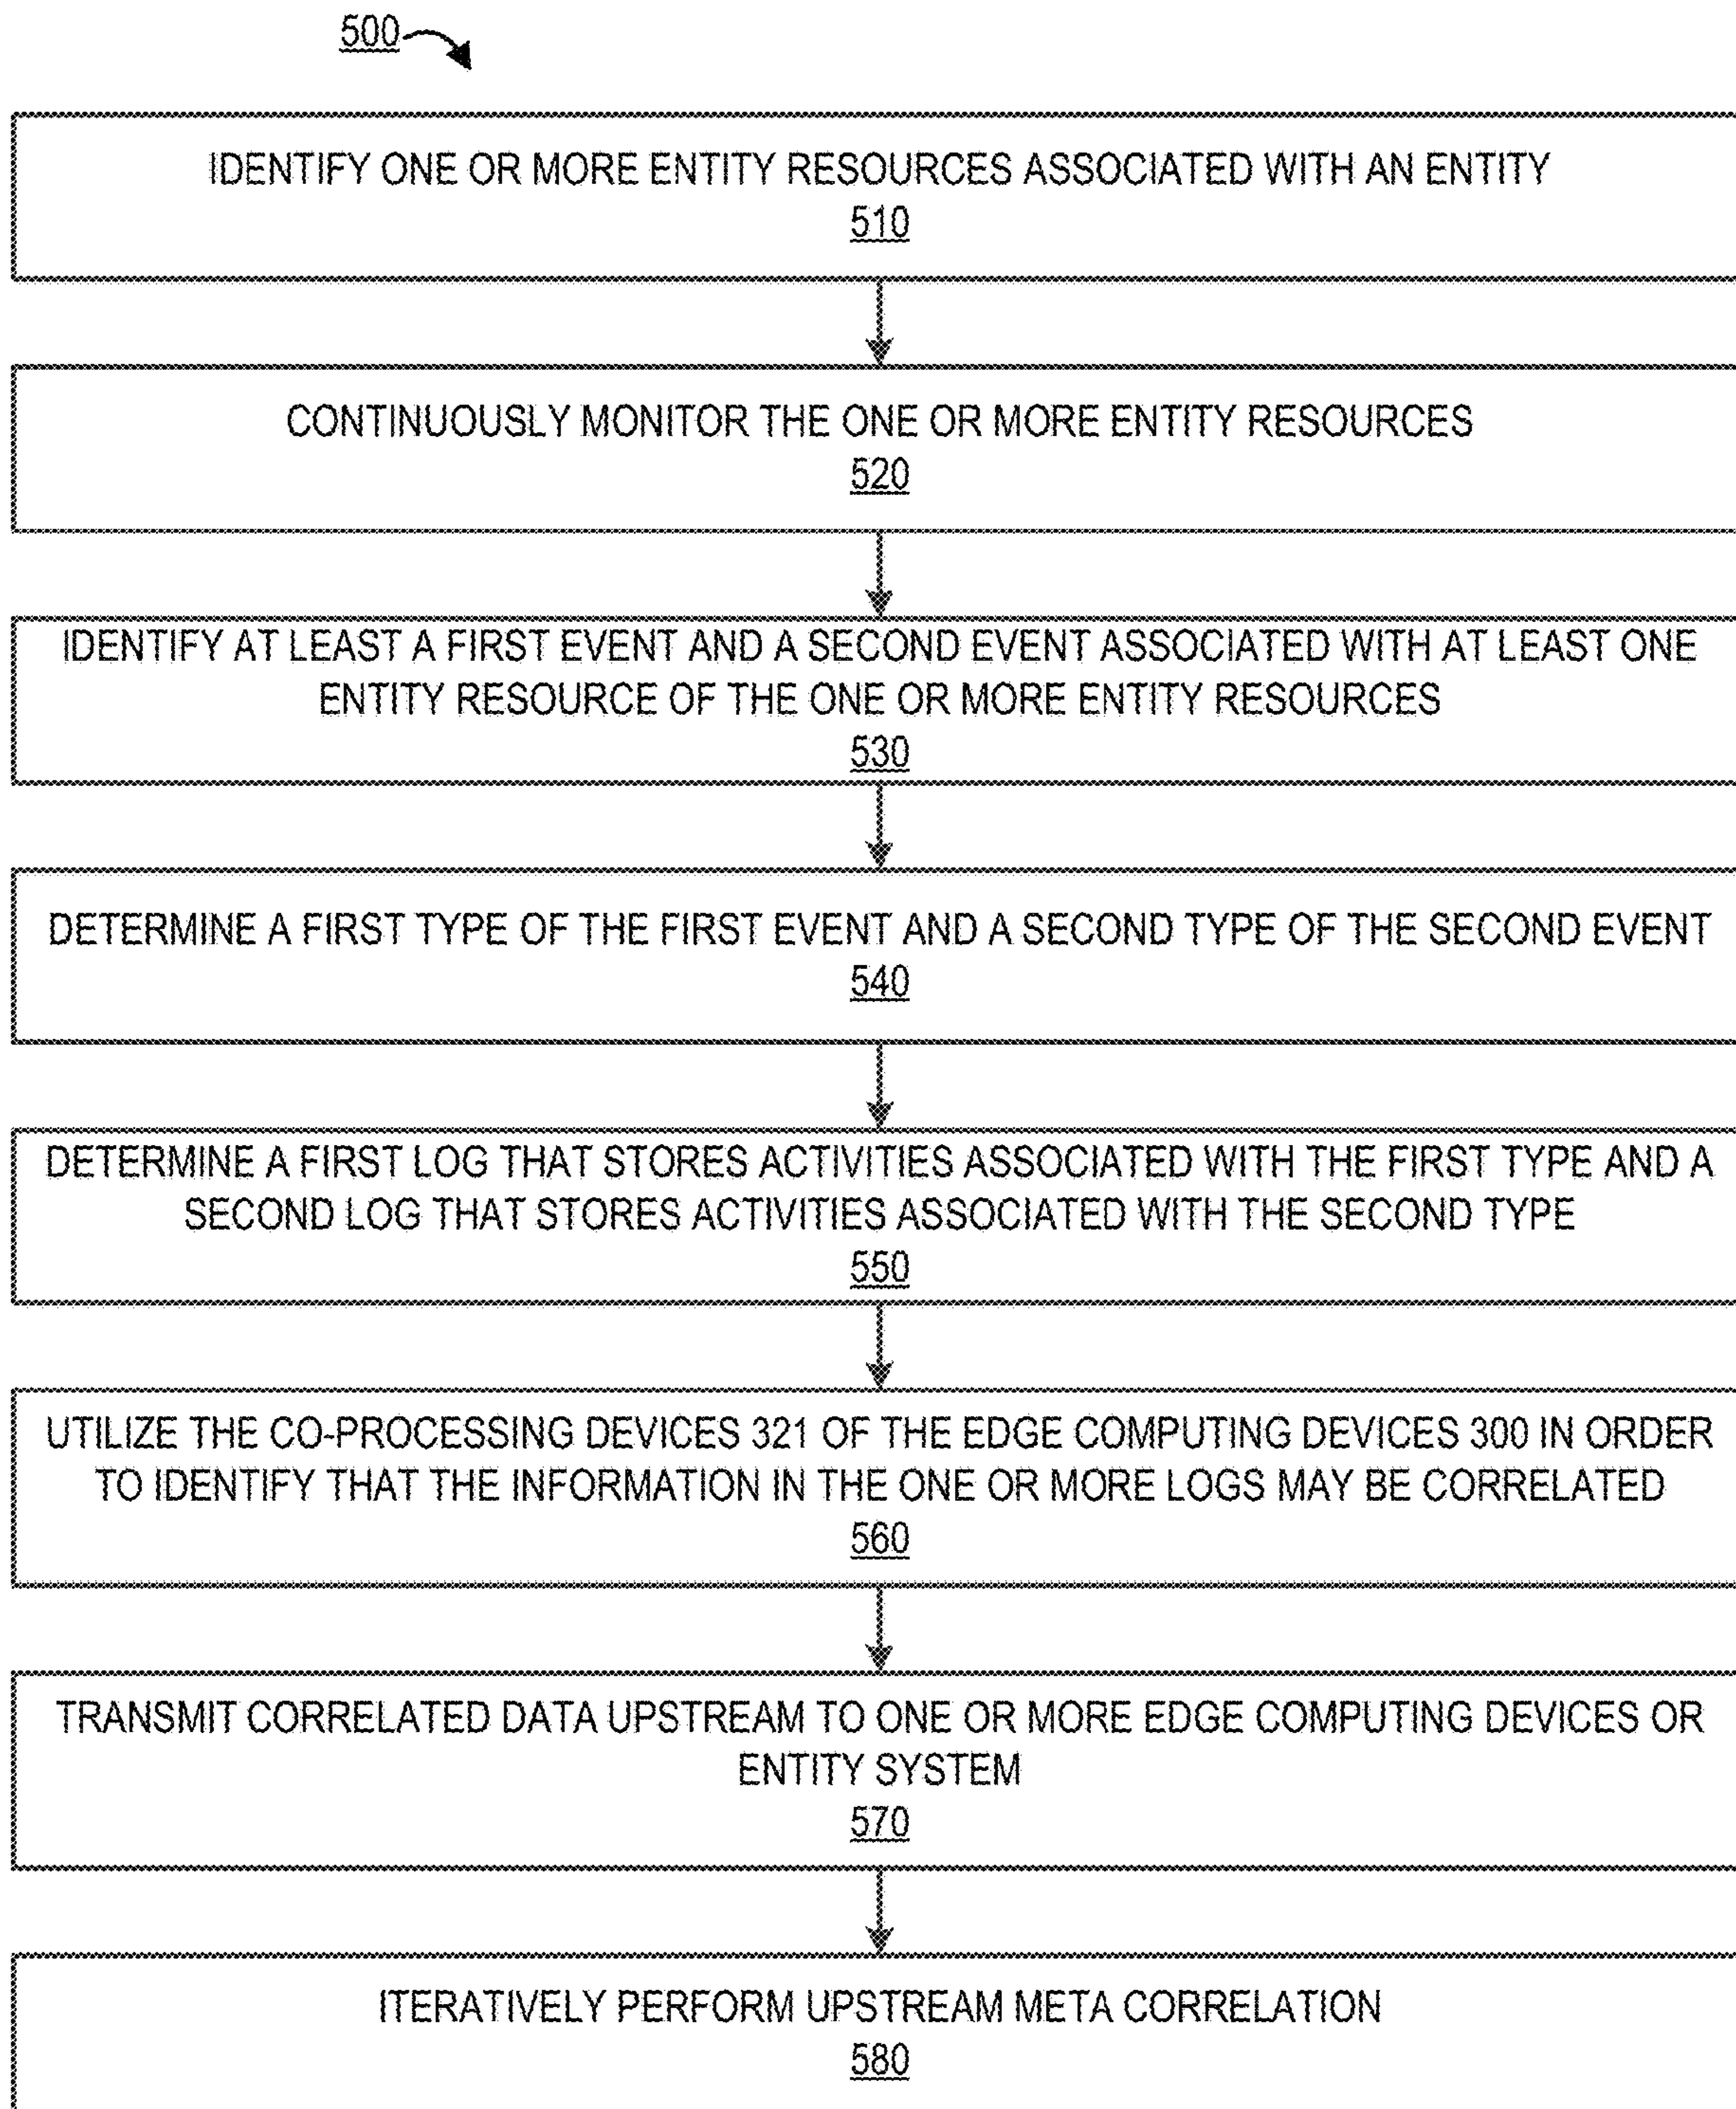 500
IDENTIFY ONE OR MORE ENTITY RESOURCES ASSOCIATED WITH AN ENTITY
510
CONTINUOUSLY MONITOR THE ONE OR MORE ENTITY RESOURCES
520
IDENTIFY AT LEAST A FIRST EVENT AND A SECOND EVENT ASSOCIATED WITH AT LEAST ONE
ENTITY RESOURCE OF THE ONE OR MORE ENTITY RESOURCES
530
DETERMINE A FIRST TYPE OF THE FIRST EVENT AND A SECOND TYPE OF THE SECOND EVENT
540
DETERMINE A FIRST LOG THAT STORES ACTIVITIES ASSOCIATED WITH THE FIRST TYPE AND A
SECOND LOG THAT STORES ACTIVITIES ASSOCIATED WITH THE SECOND TYPE
550
UTILIZE THE CO-PROCESSING DEVICES 321 OF THE EDGE COMPUTING DEVICES 300 IN ORDER
TO IDENTIFY THAT THE INFORMATION IN THE ONE OR MORE LOGS MAY BE CORRELATED
560
TRANSMIT CORRELATED DATA UPSTREAM TO ONE OR MORE EDGE COMPUTING DEVICES OR
ENTITY SYSTEM
570
ITERATIVELY PERFORM UPSTREAM META CORRELATION
580